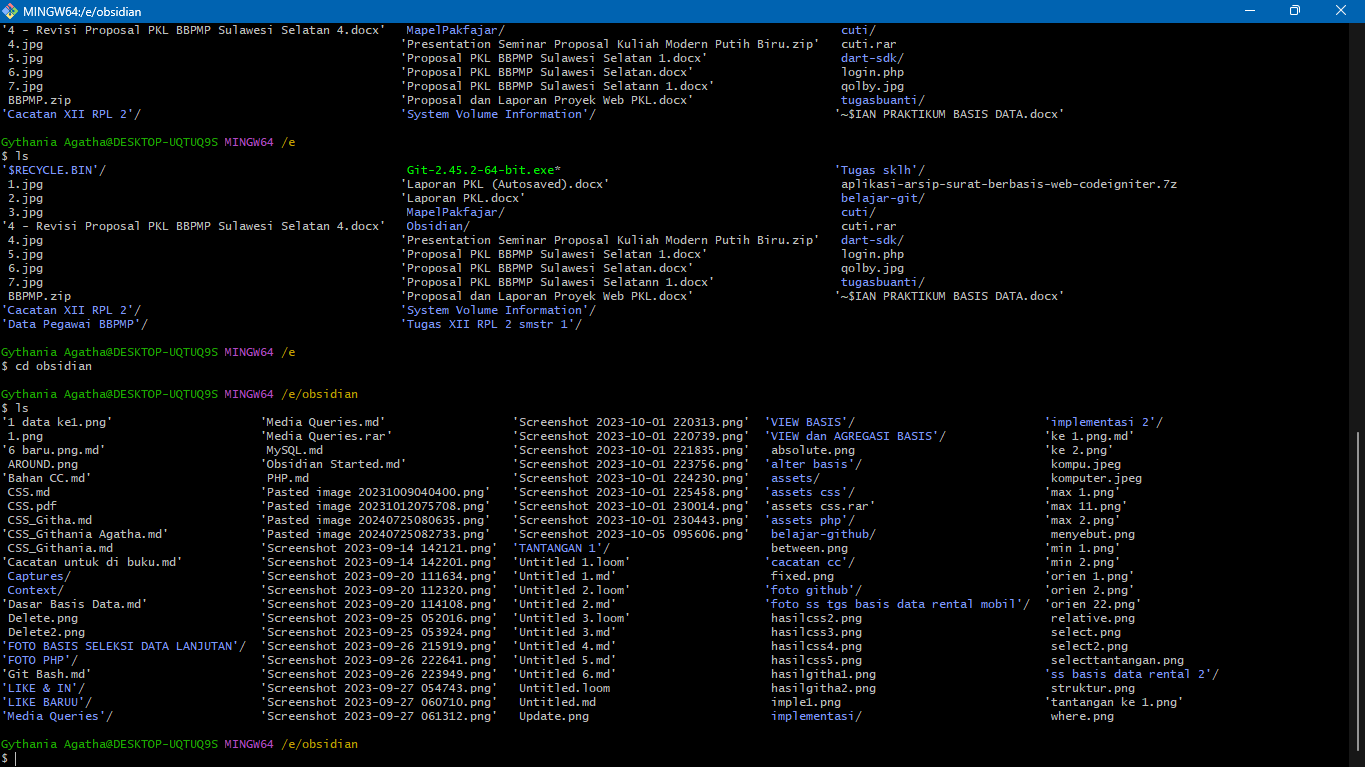 MINGW64:/e/obsidian
'4 - Revisi Proposal PKL BBPMP Sulawesi Selatan 4.docx' MapelPakfajar/ cuti/
4.jpg 'Presentation Seminar Proposal Kuliah Modern Putih Biru.zip' cuti.rar
5.jpg 'Proposal PKL BBPMP Sulawesi Selatan 1.docx' dart-sdk/
6.jpg 'Proposal PKL BBPMP Sulawesi Selatan.docx' login.php
7.jpg 'Proposal PKL BBPMP Sulawesi Selatann 1.docx' qolby.jpg
BBPMP.zip 'Proposal dan Laporan Proyek Web PKL.docx' tugasbuanti/
'Cacatan XII RPL 2'/ 'System Volume Information'/ '~$IAN PRAKTIKUM BASIS DATA.docx'
Gythania Agatha@DESKTOP-UQTUQ9S MINGW64 /e
$ ls
'$RECYCLE.BIN'/ Git-2.45.2-64-bit.exe* 'Tugas sklh'/
1.jpg 'Laporan PKL (Autosaved).docx' aplikasi-arsip-surat-berbasis-web-codeigniter.7z
2.jpg 'Laporan PKL.docx' belajar-git/
3.jpg MapelPakfajar/ cuti/
'4 - Revisi Proposal PKL BBPMP Sulawesi Selatan 4.docx' Obsidian/ cuti.rar
4.jpg 'Presentation Seminar Proposal Kuliah Modern Putih Biru.zip' dart-sdk/
5.jpg 'Proposal PKL BBPMP Sulawesi Selatan 1.docx' login.php
6.jpg 'Proposal PKL BBPMP Sulawesi Selatan.docx' qolby.jpg
7.jpg 'Proposal PKL BBPMP Sulawesi Selatann 1.docx' tugasbuanti/
BBPMP.zip 'Proposal dan Laporan Proyek Web PKL.docx' '~$IAN PRAKTIKUM BASIS DATA.docx'
'Cacatan XII RPL 2'/ 'System Volume Information'/
'Data Pegawai BBPMP'/ 'Tugas XII RPL 2 smstr 1'/
Gythania Agatha@DESKTOP-UQTUQ9S MINGW64 /e
$ cd obsidian
Gythania Agatha@DESKTOP-UQTUQ9S MINGW64 /e/obsidian
$ ls
'1 data ke1.png' 'Media Queries.md' 'Screenshot 2023-10-01 220313.png' 'VIEW BASIS'/ 'implementasi 2'/
1.png 'Media Queries.rar' 'Screenshot 2023-10-01 220739.png' 'VIEW dan AGREGASI BASIS'/ 'ke 1.png.md'
'6 baru.png.md' MySQL.md 'Screenshot 2023-10-01 221835.png' absolute.png 'ke 2.png'
AROUND.png 'Obsidian Started.md' 'Screenshot 2023-10-01 223756.png' 'alter basis'/ kompu.jpeg
'Bahan CC.md' PHP.md 'Screenshot 2023-10-01 224230.png' assets/ komputer.jpeg
CSS.md 'Pasted image 20231009040400.png' 'Screenshot 2023-10-01 225458.png' 'assets css'/ 'max 1.png'
CSS.pdf 'Pasted image 20231012075708.png' 'Screenshot 2023-10-01 230014.png' 'assets css.rar' 'max 11.png'
CSS_Githa.md 'Pasted image 20240725080635.png' 'Screenshot 2023-10-01 230443.png' 'assets php'/ 'max 2.png'
'CSS_Githania Agatha.md' 'Pasted image 20240725082733.png' 'Screenshot 2023-10-05 095606.png' belajar-github/ menyebut.png
CSS_Githania.md 'Screenshot 2023-09-14 142121.png' 'TANTANGAN 1'/ between.png 'min 1.png'
'Cacatan untuk di buku.md' 'Screenshot 2023-09-14 142201.png' 'Untitled 1.loom' 'cacatan cc'/ 'min 2.png'
Captures/ 'Screenshot 2023-09-20 111634.png' 'Untitled 1.md' fixed.png 'orien 1.png'
Context/ 'Screenshot 2023-09-20 112320.png' 'Untitled 2.loom' 'foto github'/ 'orien 2.png'
'Dasar Basis Data.md' 'Screenshot 2023-09-20 114108.png' 'Untitled 2.md' 'foto ss tgs basis data rental mobil'/ 'orien 22.png'
Delete.png 'Screenshot 2023-09-25 052016.png' 'Untitled 3.loom' hasilcss2.png relative.png
Delete2.png 'Screenshot 2023-09-25 053924.png' 'Untitled 3.md' hasilcss3.png select.png
'FOTO BASIS SELEKSI DATA LANJUTAN'/ 'Screenshot 2023-09-26 215919.png' 'Untitled 4.md' hasilcss4.png select2.png
'FOTO PHP'/ 'Screenshot 2023-09-26 222641.png' 'Untitled 5.md' hasilcss5.png selecttantangan.png
'Git Bash.md' 'Screenshot 2023-09-26 223949.png' 'Untitled 6.md' hasilgitha1.png 'ss basis data rental 2'/
'LIKE & IN'/ 'Screenshot 2023-09-27 054743.png' Untitled.loom hasilgitha2.png struktur.png
'LIKE BARUU'/ 'Screenshot 2023-09-27 060710.png' Untitled.md imple1.png 'tantangan ke 1.png'
'Media Queries'/ 'Screenshot 2023-09-27 061312.png' Update.png implementasi/ where.png
Gythania Agatha@DESKTOP-UQTUQ9S MINGW64 /e/obsidian
$